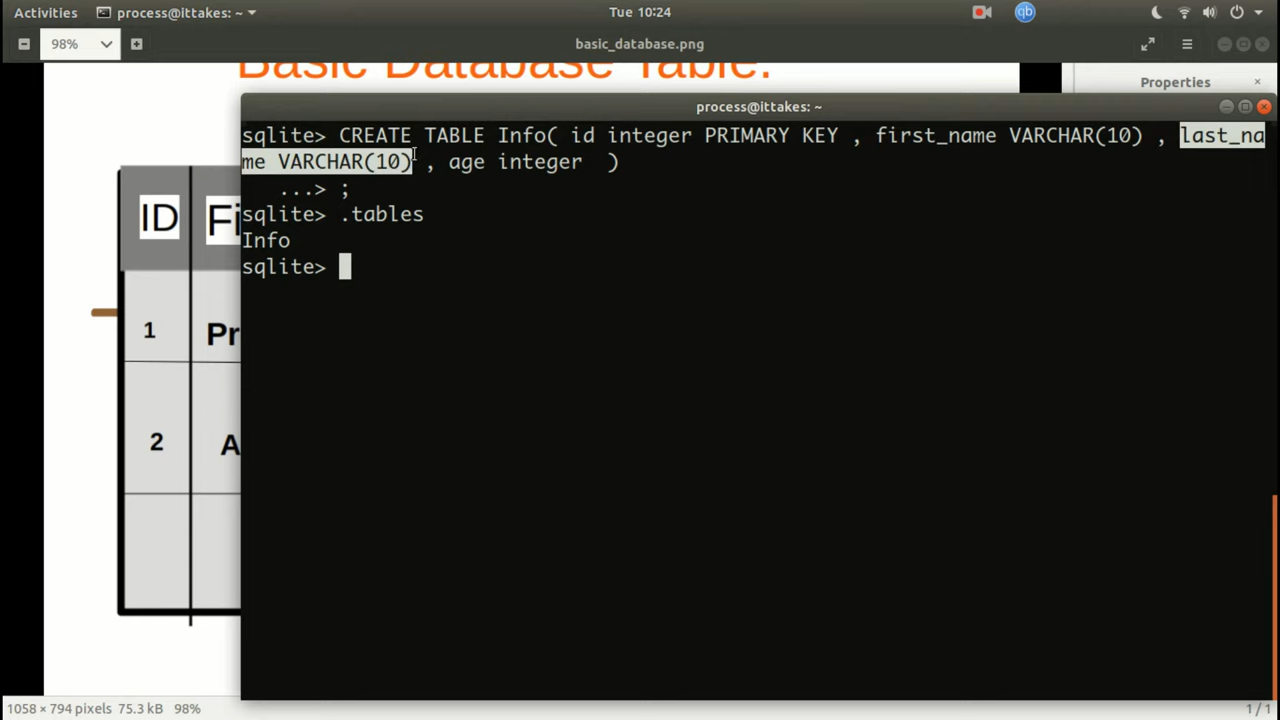 Activities process@ittakes: ~ Tue 10:24 qb
98% basic_database.png
Basic Database Table.
Properties ×
process@ittakes: ~
sqlite> CREATE TABLE Info( id integer PRIMARY KEY , first_name VARCHAR(10) , last_na
me VARCHAR(10) , age integer )
...> ;
sqlite> .tables
Info
sqlite>
ID Fi
1 Pr
2 A
1058 × 794 pixels 75.3 kB 98% 1 / 1